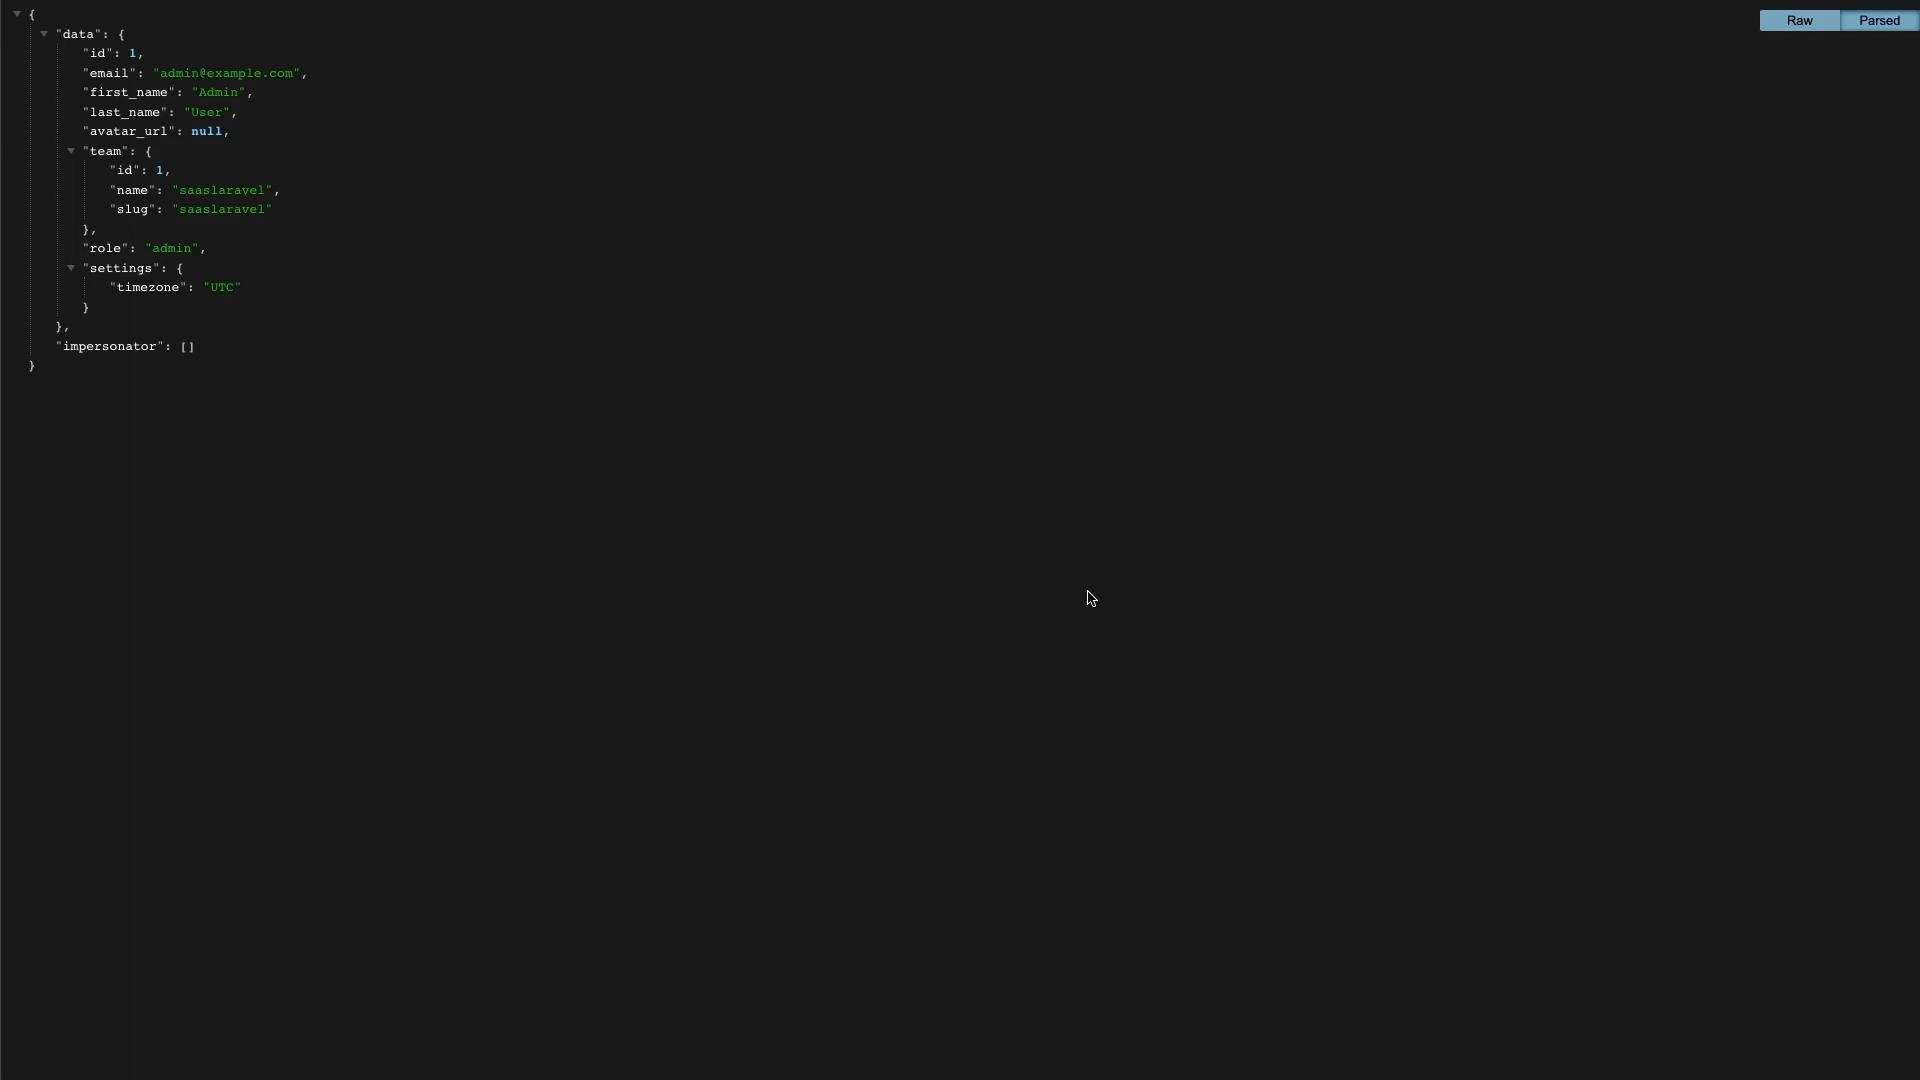 {
"data": {
"id": 1,
"email": "admin@example.com",
"first_name": "Admin",
"last_name": "User",
"avatar_url": null,
"team": {
"id": 1,
"name": "saaslaravel",
"slug": "saaslaravel"
},
"role": "admin",
"settings": {
"timezone": "UTC"
}
},
"impersonator": []
}
Raw Parsed